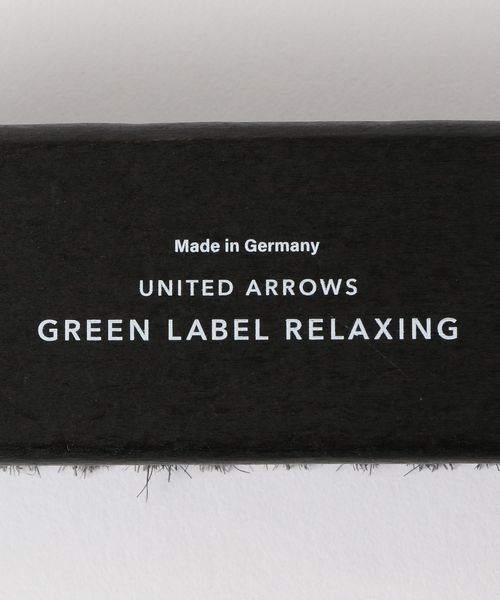 Made in Germany
UNITED ARROWS
GREEN LABEL RELAXING